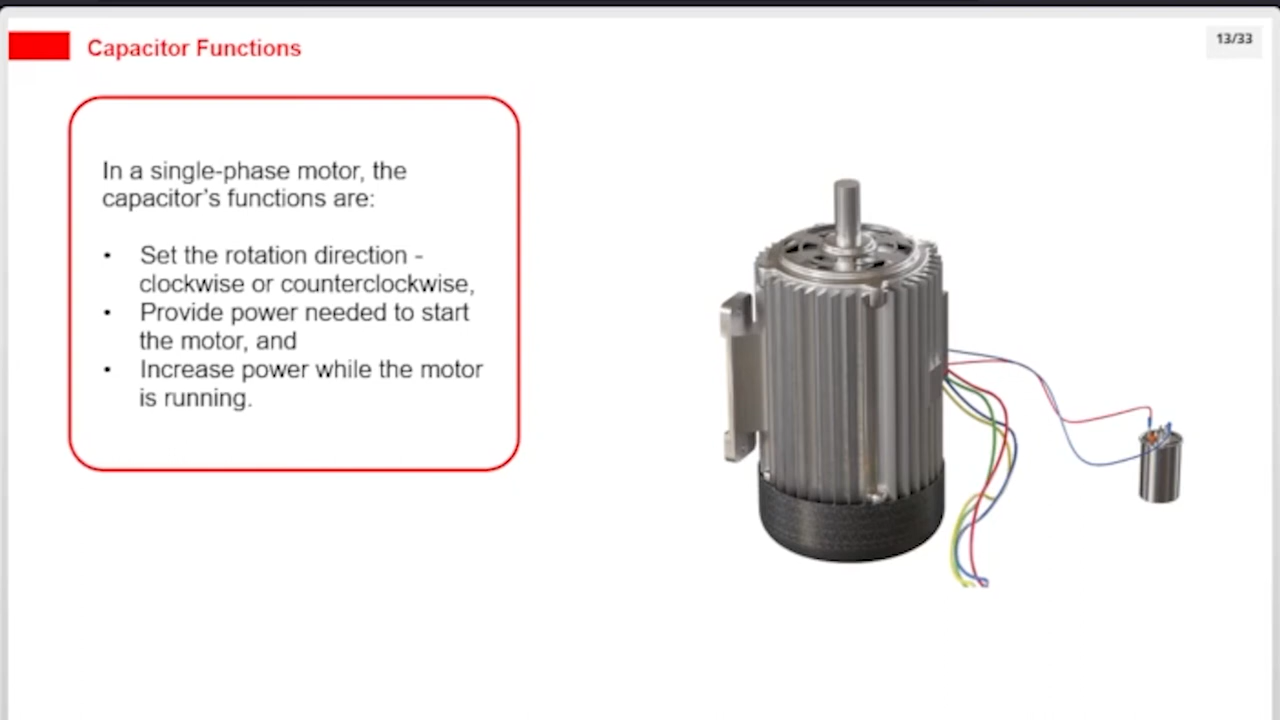 Capacitor Functions
13/33
In a single-phase motor, the
capacitor's functions are:
• Set the rotation direction -
clockwise or counterclockwise,
• Provide power needed to start
the motor, and
• Increase power while the motor
is running.